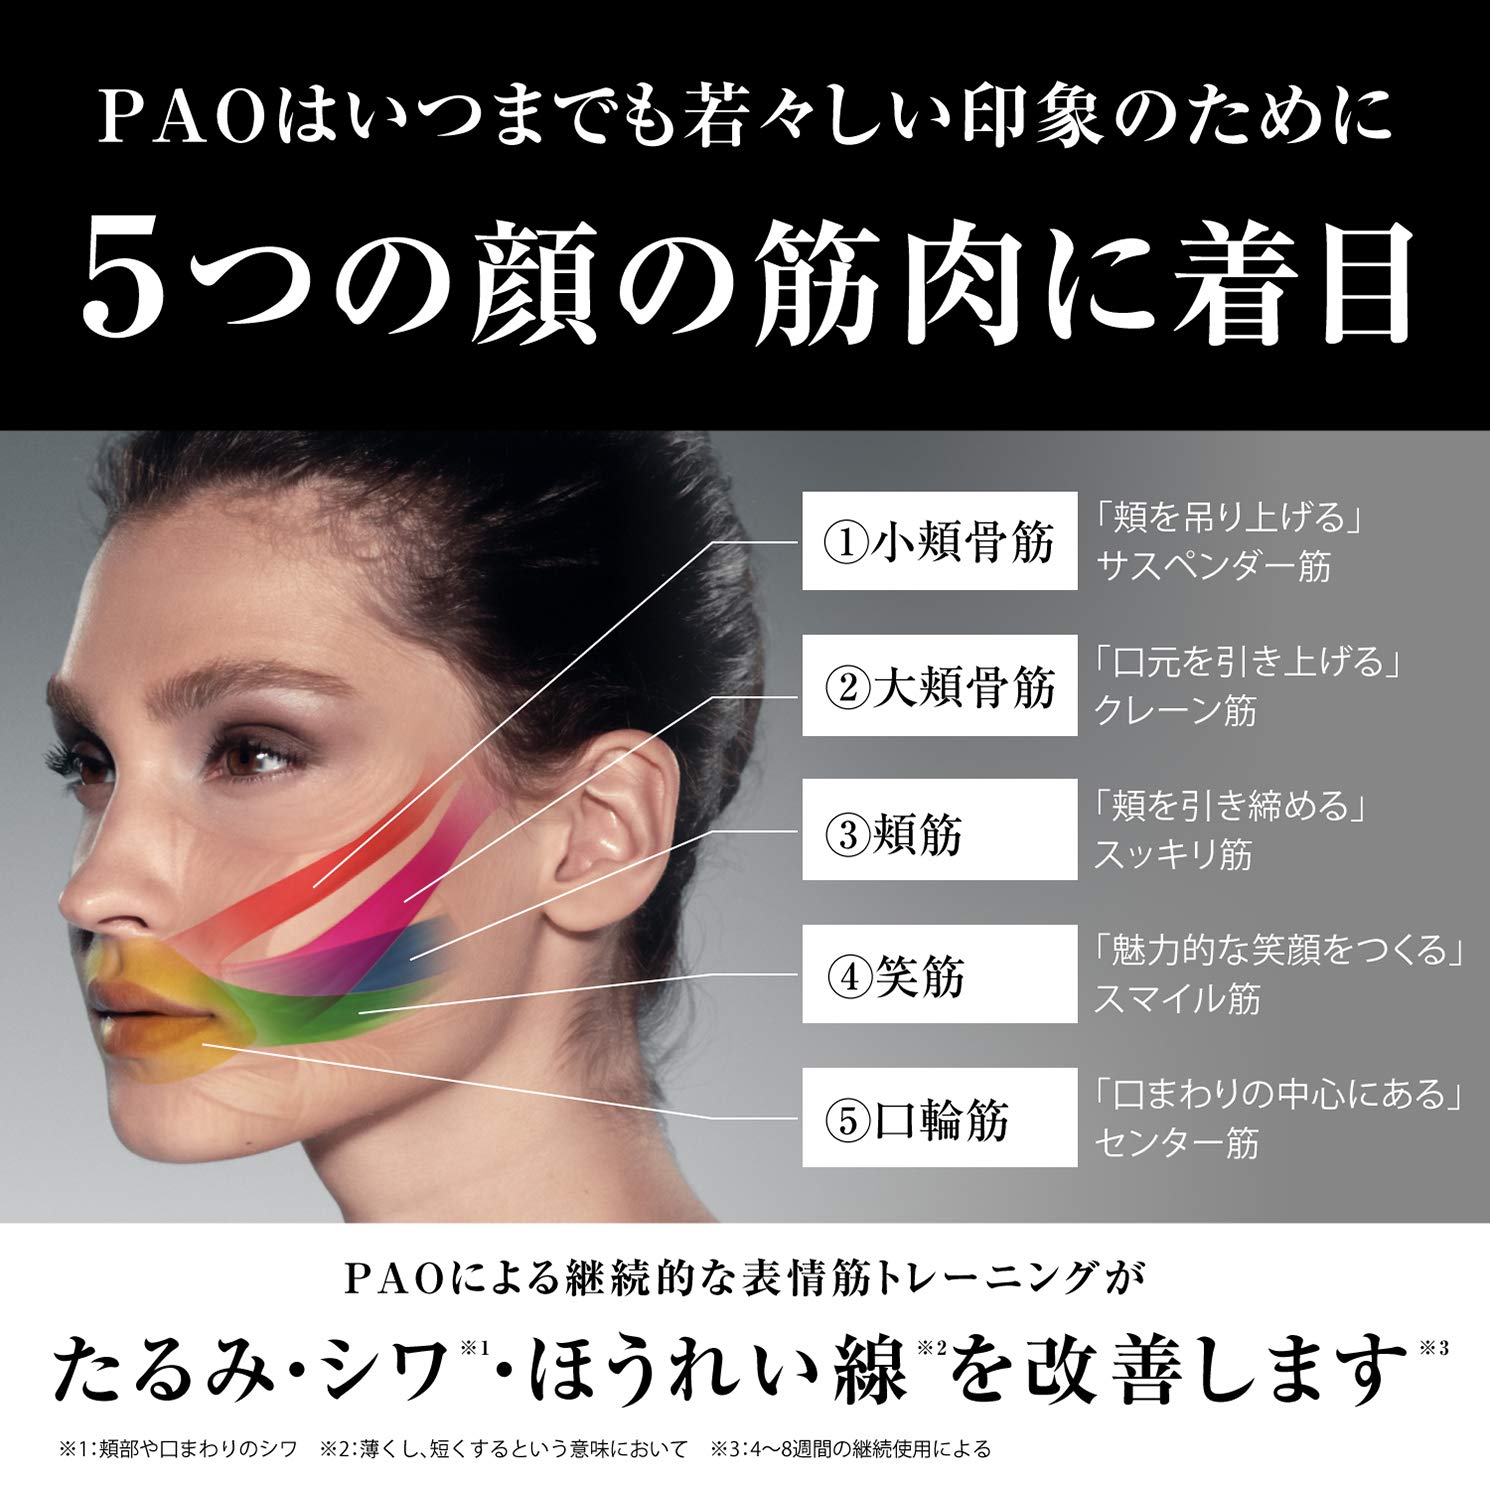 PAOはいつまでも若々しい印象のために
5つの顔の筋肉に着目
①小頬骨筋
「頬を吊り上げる」
サスペンダー筋
②大頬骨筋
「口元を引き上げる」
クレーン筋
③頬筋
「頬を引き締める」
スッキリ筋
④笑筋
「魅力的な笑顔をつくる」
スマイル筋
⑤口輪筋
「口まわりの中心にある」
センター筋
PAOによる継続的な表情筋トレーニングが
たるみ・シワ※1・ほうれい線※2を改善します※3
※1：頬部や口まわりのシワ ※2：薄くし、短くするという意味において ※3：4〜8週間の継続使用による